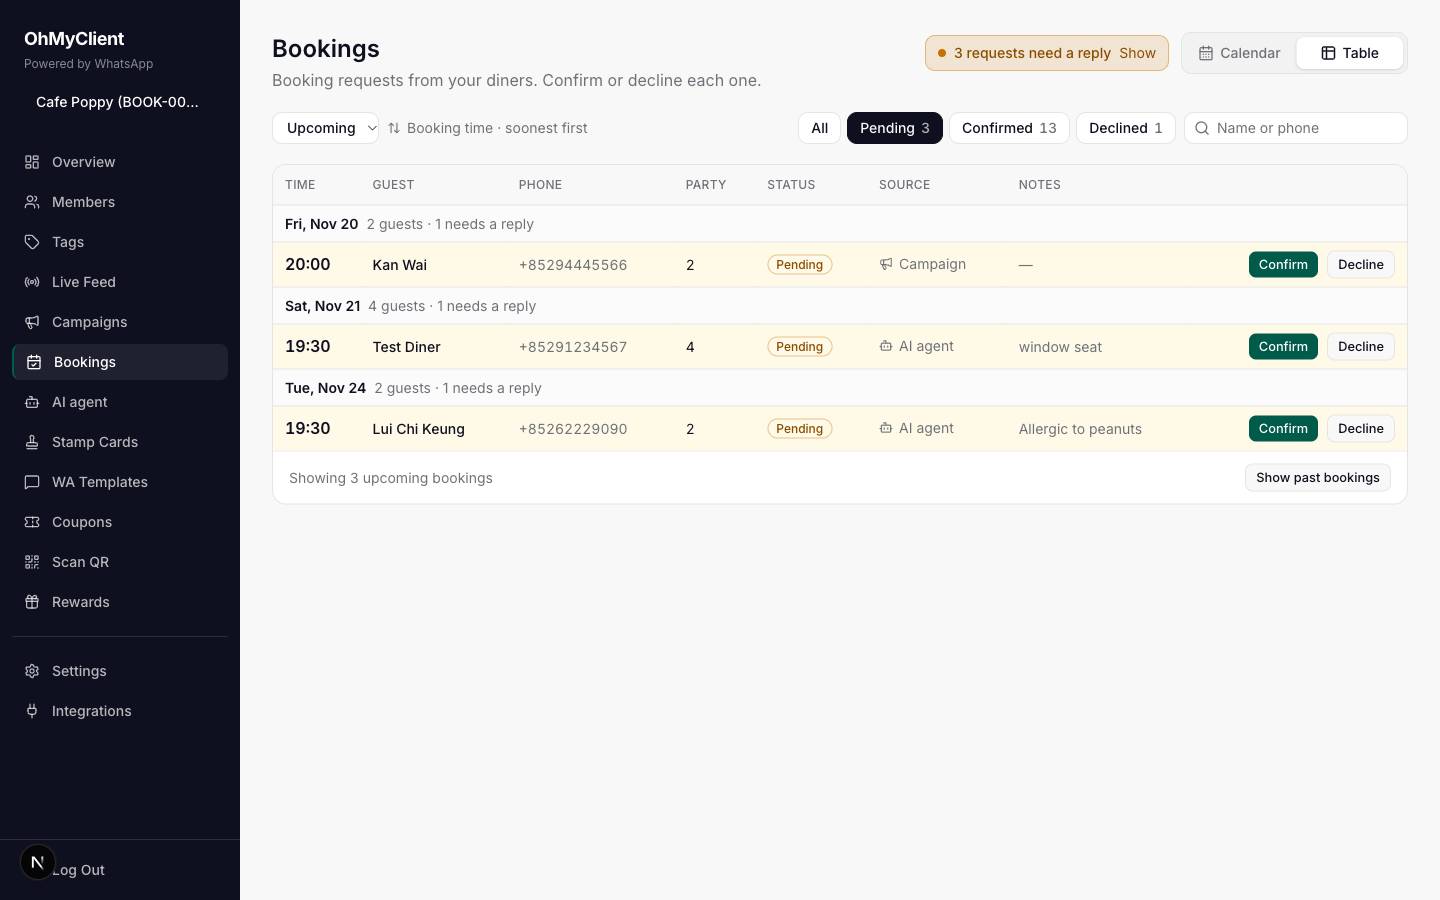 OhMyClient
Powered by WhatsApp
Cafe Poppy (BOOK-00...
Overview
Members
Tags
Live Feed
Campaigns
Bookings
AI agent
Stamp Cards
WA Templates
Coupons
Scan QR
Rewards
Settings
Integrations
N
Log Out
Bookings
Booking requests from your diners. Confirm or decline each one.
3 requests need a reply Show
Calendar Table
Upcoming Booking time · soonest first
All Pending 3 Confirmed 13 Declined 1 Name or phone
TIME GUEST PHONE PARTY STATUS SOURCE NOTES
Fri, Nov 20 2 guests · 1 needs a reply
20:00 Kan Wai +85294445566 2 Pending Campaign — Confirm Decline
Sat, Nov 21 4 guests · 1 needs a reply
19:30 Test Diner +85291234567 4 Pending AI agent window seat Confirm Decline
Tue, Nov 24 2 guests · 1 needs a reply
19:30 Lui Chi Keung +85262229090 2 Pending AI agent Allergic to peanuts Confirm Decline
Showing 3 upcoming bookings Show past bookings